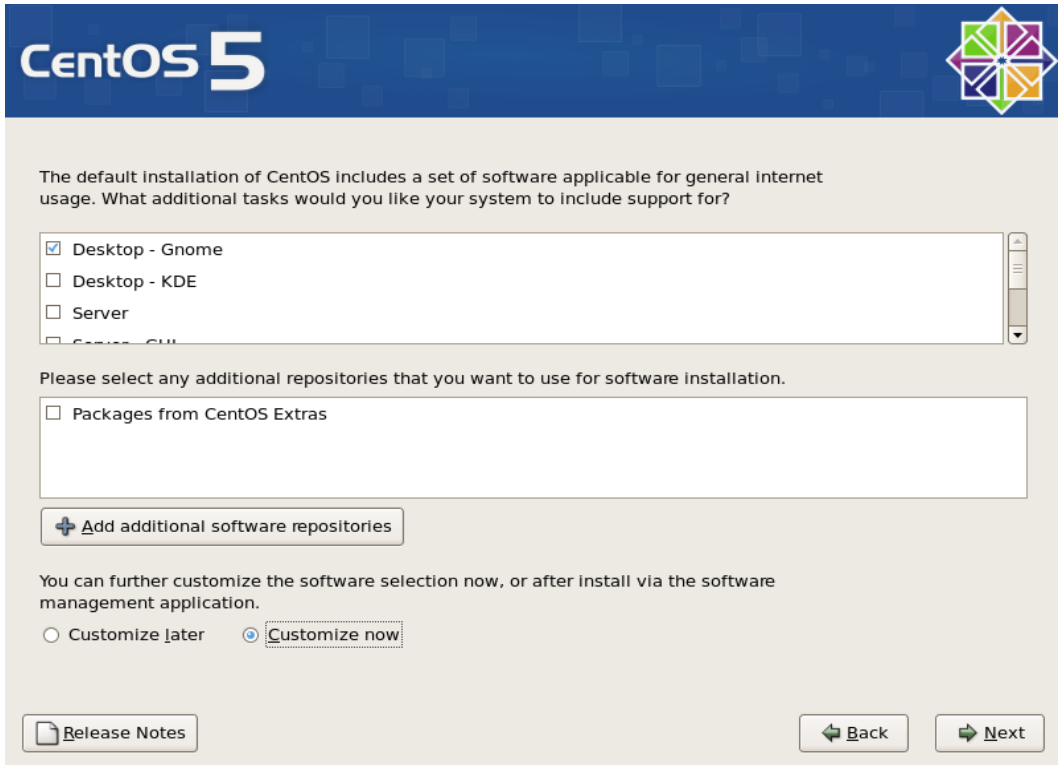 CentOS 5
The default installation of CentOS includes a set of software applicable for general internet
usage. What additional tasks would you like your system to include support for?
Desktop - Gnome
Desktop - KDE
Server
Server - GUI
Please select any additional repositories that you want to use for software installation.
Packages from CentOS Extras
Add additional software repositories
You can further customize the software selection now, or after install via the software
management application.
Customize later
Customize now
Release Notes
Back
Next